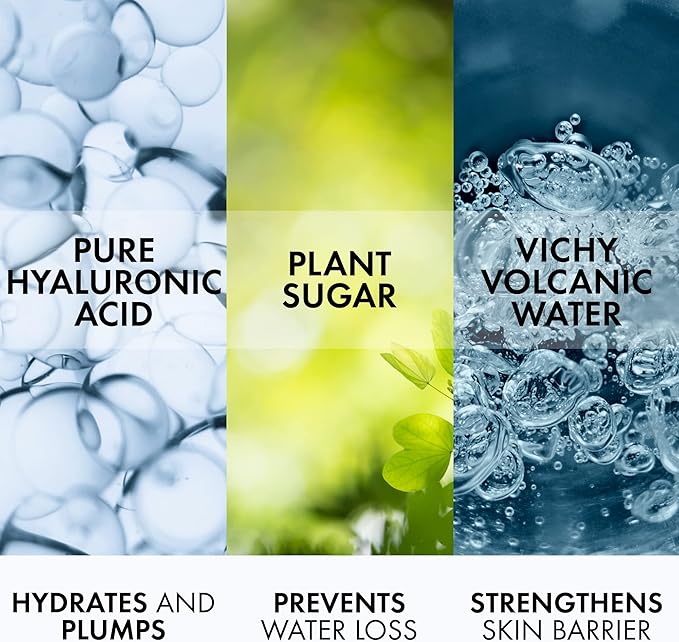 PURE
HYALURONIC
ACID
PLANT
SUGAR
VICHY
VOLCANIC
WATER
HYDRATES AND
PLUMPS
PREVENTS
WATER LOSS
STRENGTHENS
SKIN BARRIER